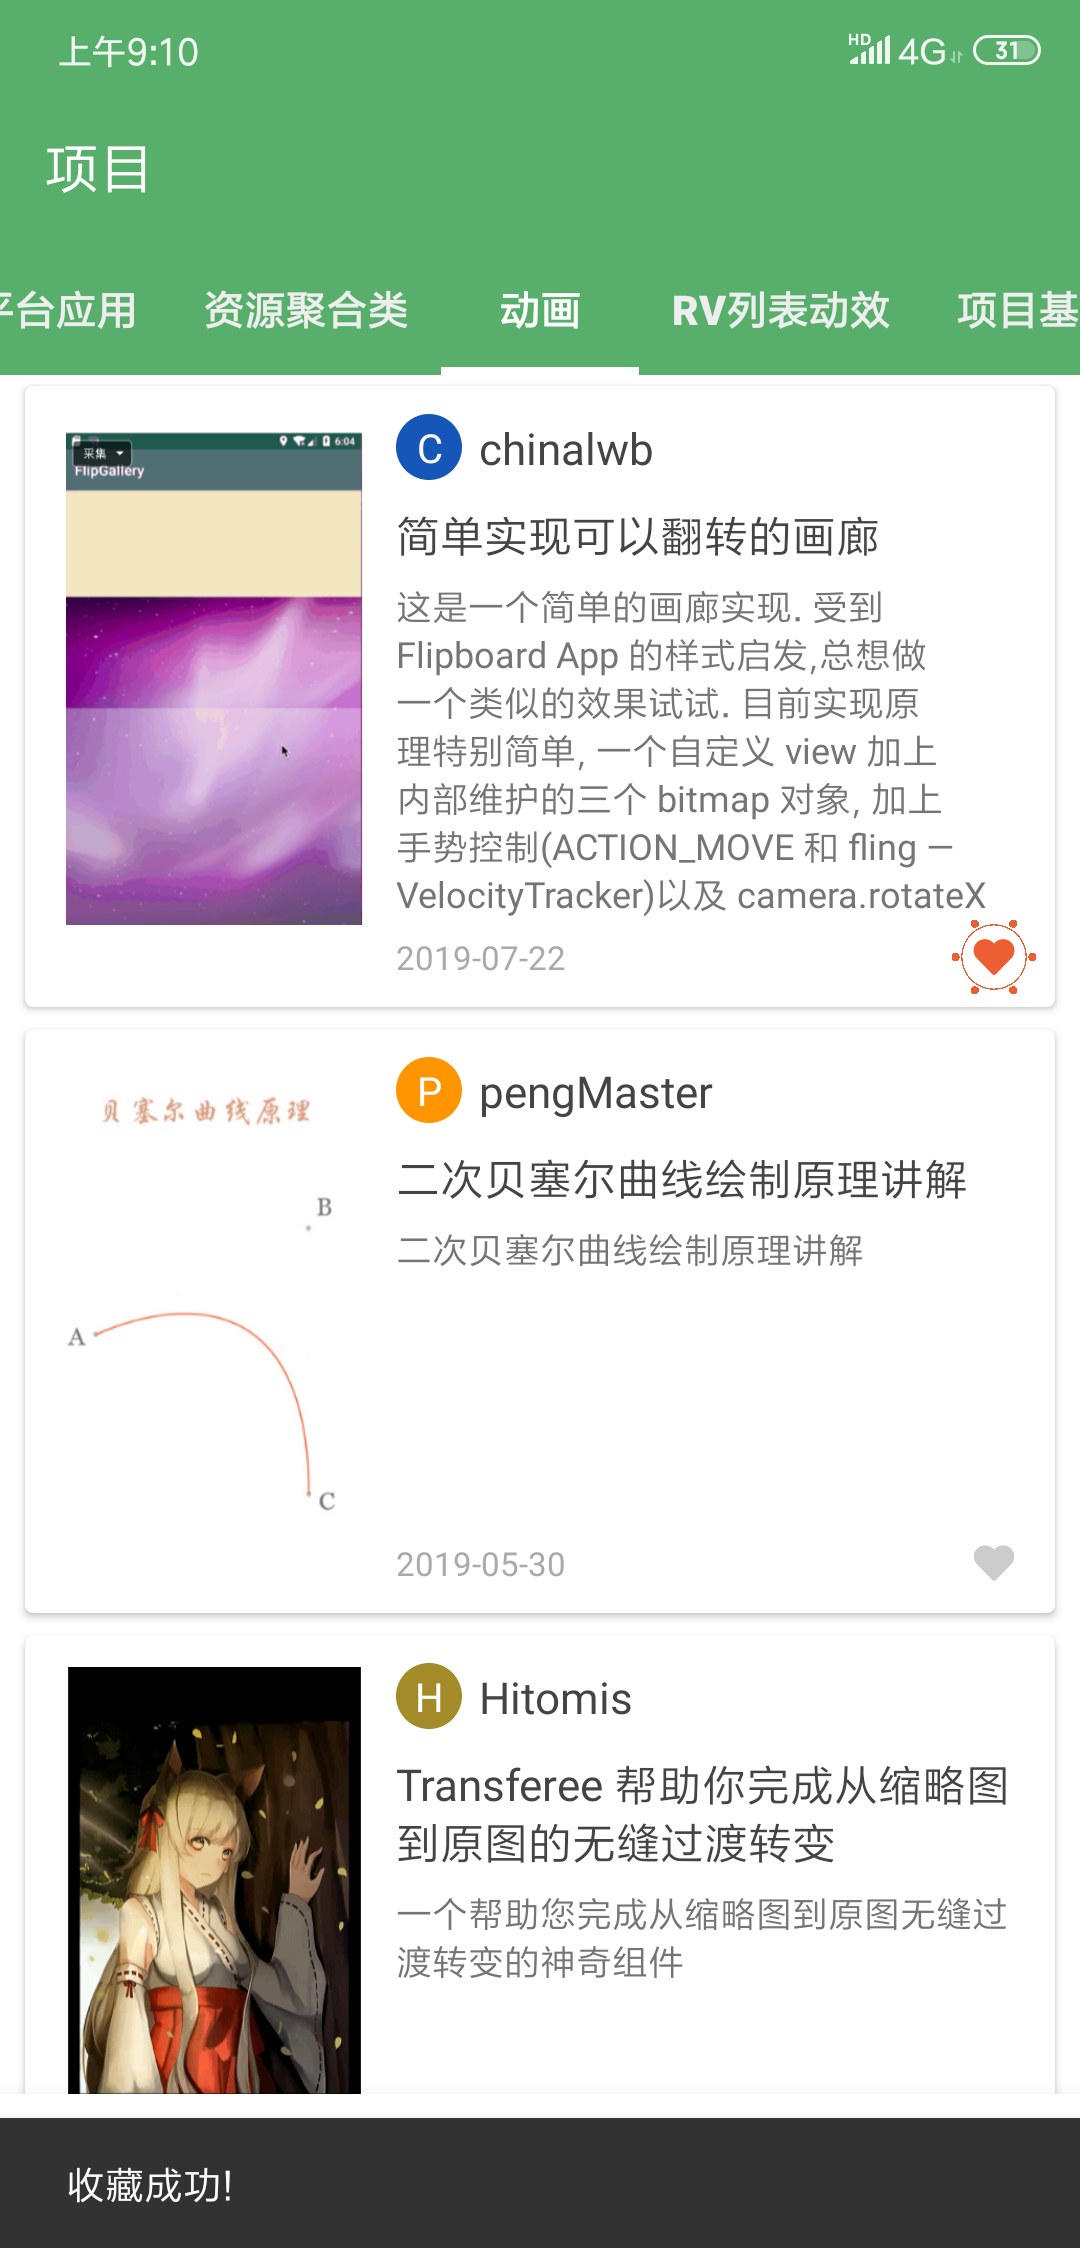 上午9:10
HD 4G 31
项目
平台应用 资源聚合类 动画 RV列表动效 项目基
6:04
采集
FlipGallery
C chinalwb
简单实现可以翻转的画廊
这是一个简单的画廊实现. 受到
Flipboard App 的样式启发,总想做
一个类似的效果试试. 目前实现原
理特别简单, 一个自定义 view 加上
内部维护的三个 bitmap 对象, 加上
手势控制(ACTION_MOVE 和 fling —
VelocityTracker)以及 camera.rotateX
2019-07-22
贝塞尔曲线原理
B
A
C
P pengMaster
二次贝塞尔曲线绘制原理讲解
二次贝塞尔曲线绘制原理讲解
2019-05-30
H Hitomis
Transferee 帮助你完成从缩略图
到原图的无缝过渡转变
一个帮助您完成从缩略图到原图无缝过
渡转变的神奇组件
收藏成功!